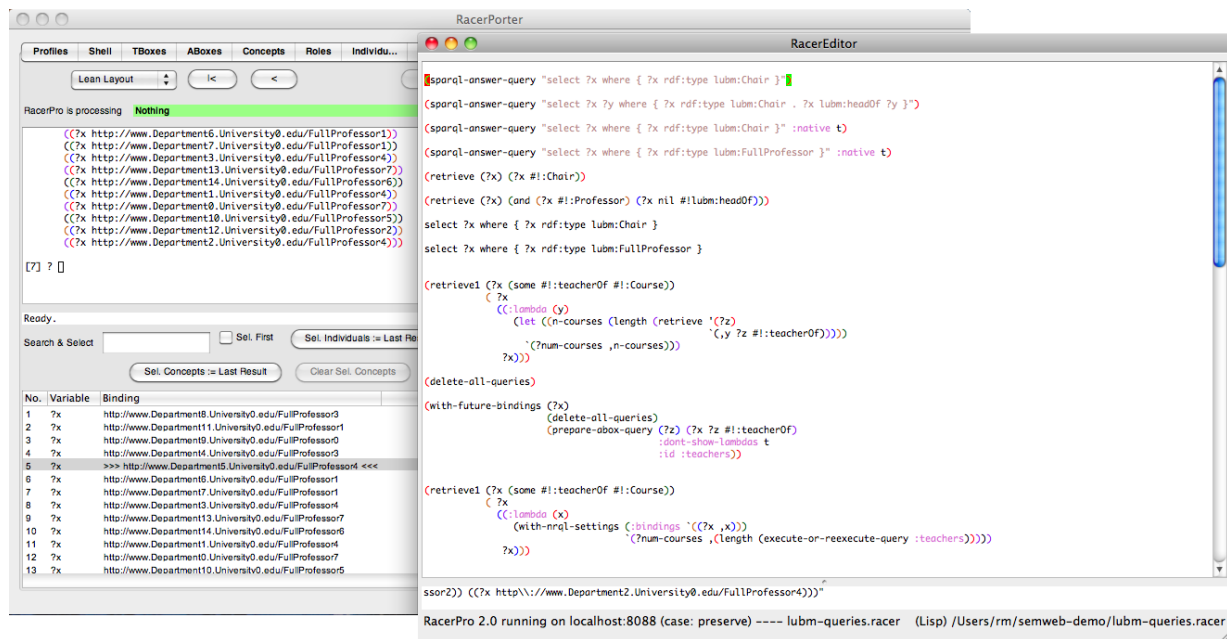 RacerPorter
Profiles Shell TBoxes ABoxes Concepts Roles Individu...
Lean Layout |< <
RacerPro is processing Nothing
((?x http://www.Department6.University0.edu/FullProfessor1))
((?x http://www.Department7.University0.edu/FullProfessor1))
((?x http://www.Department3.University0.edu/FullProfessor4))
((?x http://www.Department13.University0.edu/FullProfessor7))
((?x http://www.Department14.University0.edu/FullProfessor6))
((?x http://www.Department1.University0.edu/FullProfessor4))
((?x http://www.Department0.University0.edu/FullProfessor7))
((?x http://www.Department10.University0.edu/FullProfessor5))
((?x http://www.Department12.University0.edu/FullProfessor2))
((?x http://www.Department2.University0.edu/FullProfessor4)))
[7] ?
Ready.
Search & Select Sel. First Sel. Individuals := Last Re
Sel. Concepts := Last Result Clear Sel. Concepts
No. Variable Binding
1 ?x http://www.Department8.University0.edu/FullProfessor3
2 ?x http://www.Department11.University0.edu/FullProfessor1
3 ?x http://www.Department9.University0.edu/FullProfessor0
4 ?x http://www.Department4.University0.edu/FullProfessor3
5 ?x >>> http://www.Department5.University0.edu/FullProfessor4 <<<
6 ?x http://www.Department6.University0.edu/FullProfessor1
7 ?x http://www.Department7.University0.edu/FullProfessor1
8 ?x http://www.Department3.University0.edu/FullProfessor4
9 ?x http://www.Department13.University0.edu/FullProfessor7
10 ?x http://www.Department14.University0.edu/FullProfessor6
11 ?x http://www.Department1.University0.edu/FullProfessor4
12 ?x http://www.Department0.University0.edu/FullProfessor7
13 ?x http://www.Department10.University0.edu/FullProfessor5
RacerEditor
(sparql-answer-query "select ?x where { ?x rdf:type lubm:Chair }")
(sparql-answer-query "select ?x ?y where { ?x rdf:type lubm:Chair . ?x lubm:headOf ?y }")
(sparql-answer-query "select ?x where { ?x rdf:type lubm:Chair }" :native t)
(sparql-answer-query "select ?x where { ?x rdf:type lubm:FullProfessor }" :native t)
(retrieve (?x) (?x #!:Chair))
(retrieve (?x) (and (?x #!:Professor) (?x nil #!lubm:headOf)))
select ?x where { ?x rdf:type lubm:Chair }
select ?x where { ?x rdf:type lubm:FullProfessor }
(retrieve1 (?x (some #!:teacherOf #!:Course))
( ?x
((:lambda (y)
(let ((n-courses (length (retrieve '(?z)
`(,y ?z #!:teacherOf)))))
`(?num-courses ,n-courses)))
?x)))
(delete-all-queries)
(with-future-bindings (?x)
(delete-all-queries)
(prepare-abox-query (?z) (?x ?z #!:teacherOf)
:dont-show-lambdas t
:id :teachers))
(retrieve1 (?x (some #!:teacherOf #!:Course))
( ?x
((:lambda (x)
(with-nrql-settings (:bindings `((?x ,x)))
`(?num-courses ,(length (execute-or-reexecute-query :teachers)))))
?x)))
ssor2)) ((?x http\\://www.Department2.University0.edu/FullProfessor4)))"
RacerPro 2.0 running on localhost:8088 (case: preserve) ---- lubm-queries.racer (Lisp) /Users/rm/semweb-demo/lubm-queries.racer